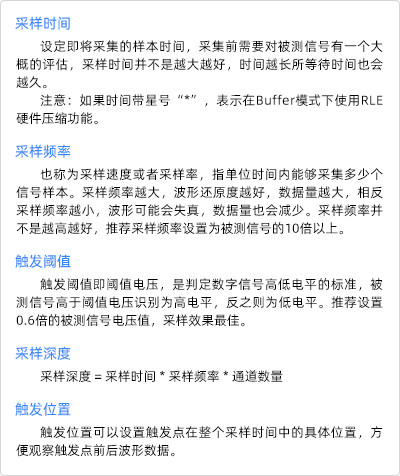 采样时间
设定即将采集的样本时间，采集前需要对被测信号有一个大
概的评估，采样时间并不是越大越好，时间越长所等待时间也会
越久。
注意：如果时间带星号“*”，表示在Buffer模式下使用RLE
硬件压缩功能。
采样频率
也称为采样速度或者采样率，指单位时间内能够采集多少个
信号样本。采样频率越大，波形还原度越好，数据量越大，相反
采样频率越小，波形可能会失真，数据量也会减少。采样频率并
不是越高越好，推荐采样频率设置为被测信号的10倍以上。
触发阈值
触发阈值即阈值电压，是判定数字信号高低电平的标准，被
测信号高于阈值电压识别为高电平，反之则为低电平。推荐设置
0.6倍的被测信号电压值，采样效果最佳。
采样深度
采样深度 = 采样时间 * 采样频率 * 通道数量
触发位置
触发位置可以设置触发点在整个采样时间中的具体位置，方
便观察触发点前后波形数据。